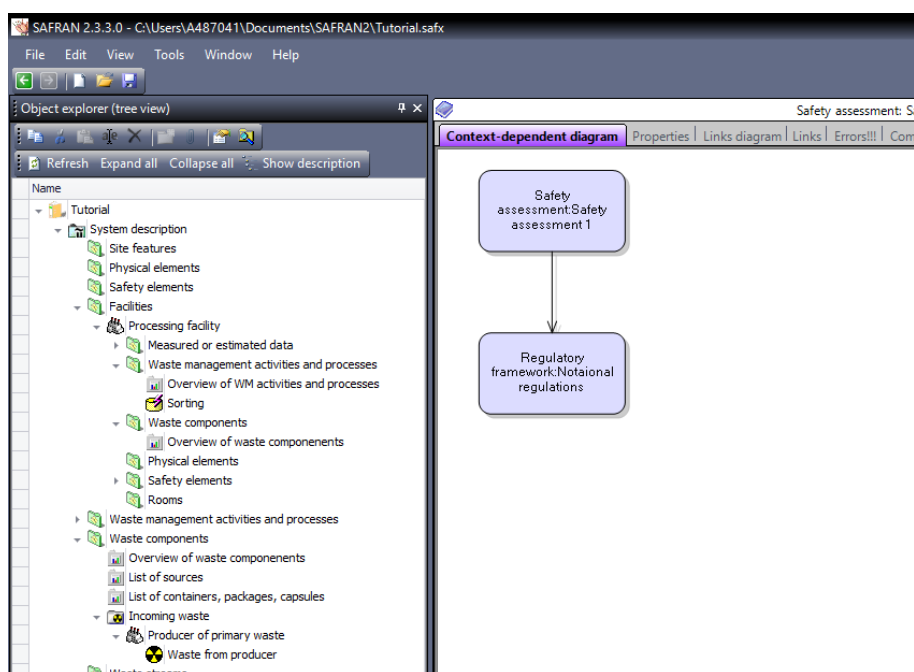 SAFRAN 2.3.3.0 - C:\Users\A487041\Documents\SAFRAN2\Tutorial.safx
File Edit View Tools Window Help
Object explorer (tree view)
Refresh Expand all Collapse all Show description
Name
Tutorial
System description
Site features
Physical elements
Safety elements
Facilities
Processing facility
Measured or estimated data
Waste management activities and processes
Overview of WM activities and processes
Sorting
Waste components
Overview of waste componenents
Physical elements
Safety elements
Rooms
Waste management activities and processes
Waste components
Overview of waste componenents
List of sources
List of containers, packages, capsules
Incoming waste
Producer of primary waste
Waste from producer
Waste streams
Safety assessment: Sa
Context-dependent diagram Properties Links diagram Links Errors!!! Com
Safety
assessment:Safety
assessment 1
Regulatory
framework:Notaional
regulations